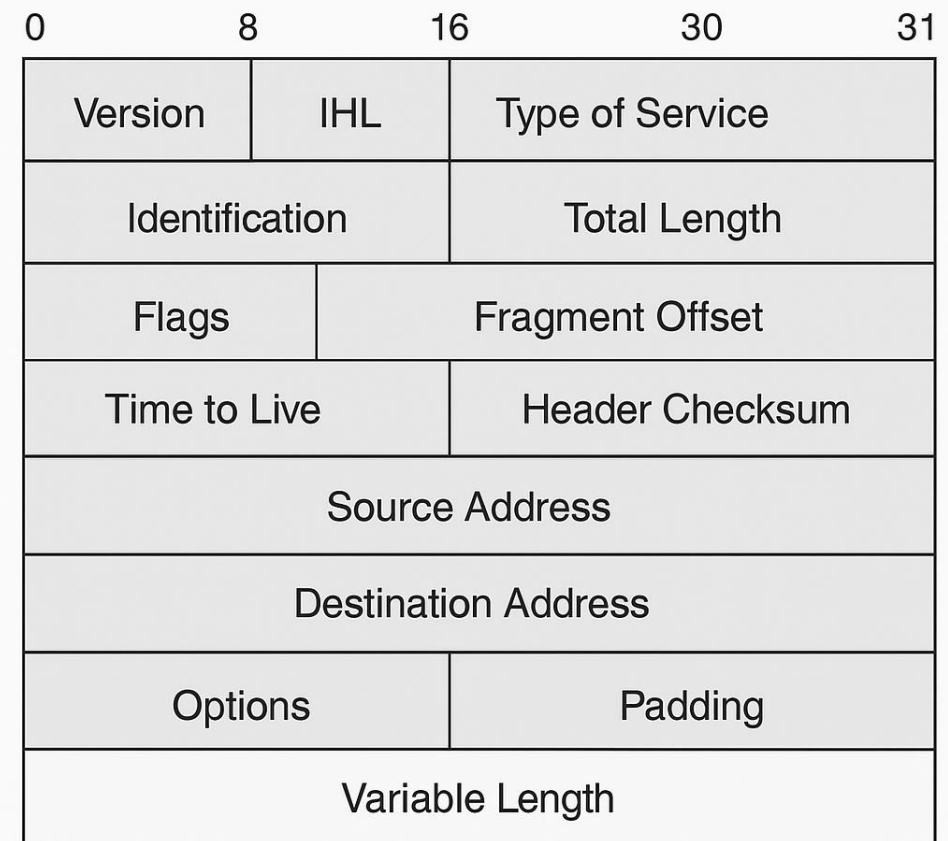 0 8 16 30 31
Version IHL Type of Service
Identification Total Length
Flags Fragment Offset
Time to Live Header Checksum
Source Address
Destination Address
Options Padding
Variable Length